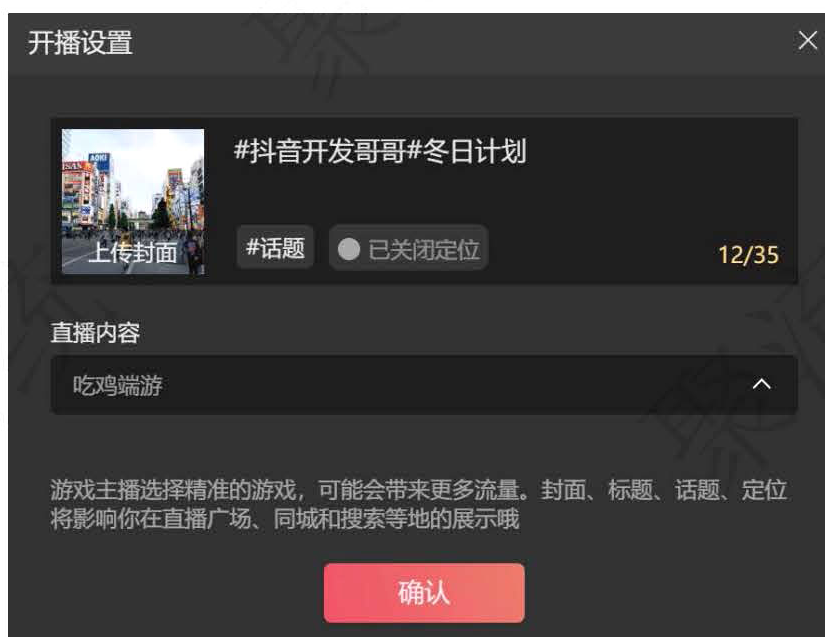 开播设置
#抖音开发哥哥#冬日计划
上传封面
#话题
已关闭定位
12/35
直播内容
吃鸡端游
游戏主播选择精准的游戏，可能会带来更多流量。封面、标题、话题、定位
将影响你在直播广场、同城和搜索等地的展示哦
确认
AOKI